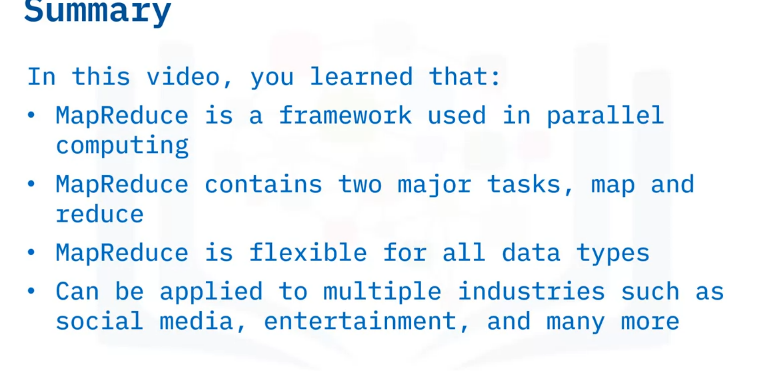 Summary
In this video, you learned that:
• MapReduce is a framework used in parallel
computing
• MapReduce contains two major tasks, map and
reduce
• MapReduce is flexible for all data types
• Can be applied to multiple industries such as
social media, entertainment, and many more